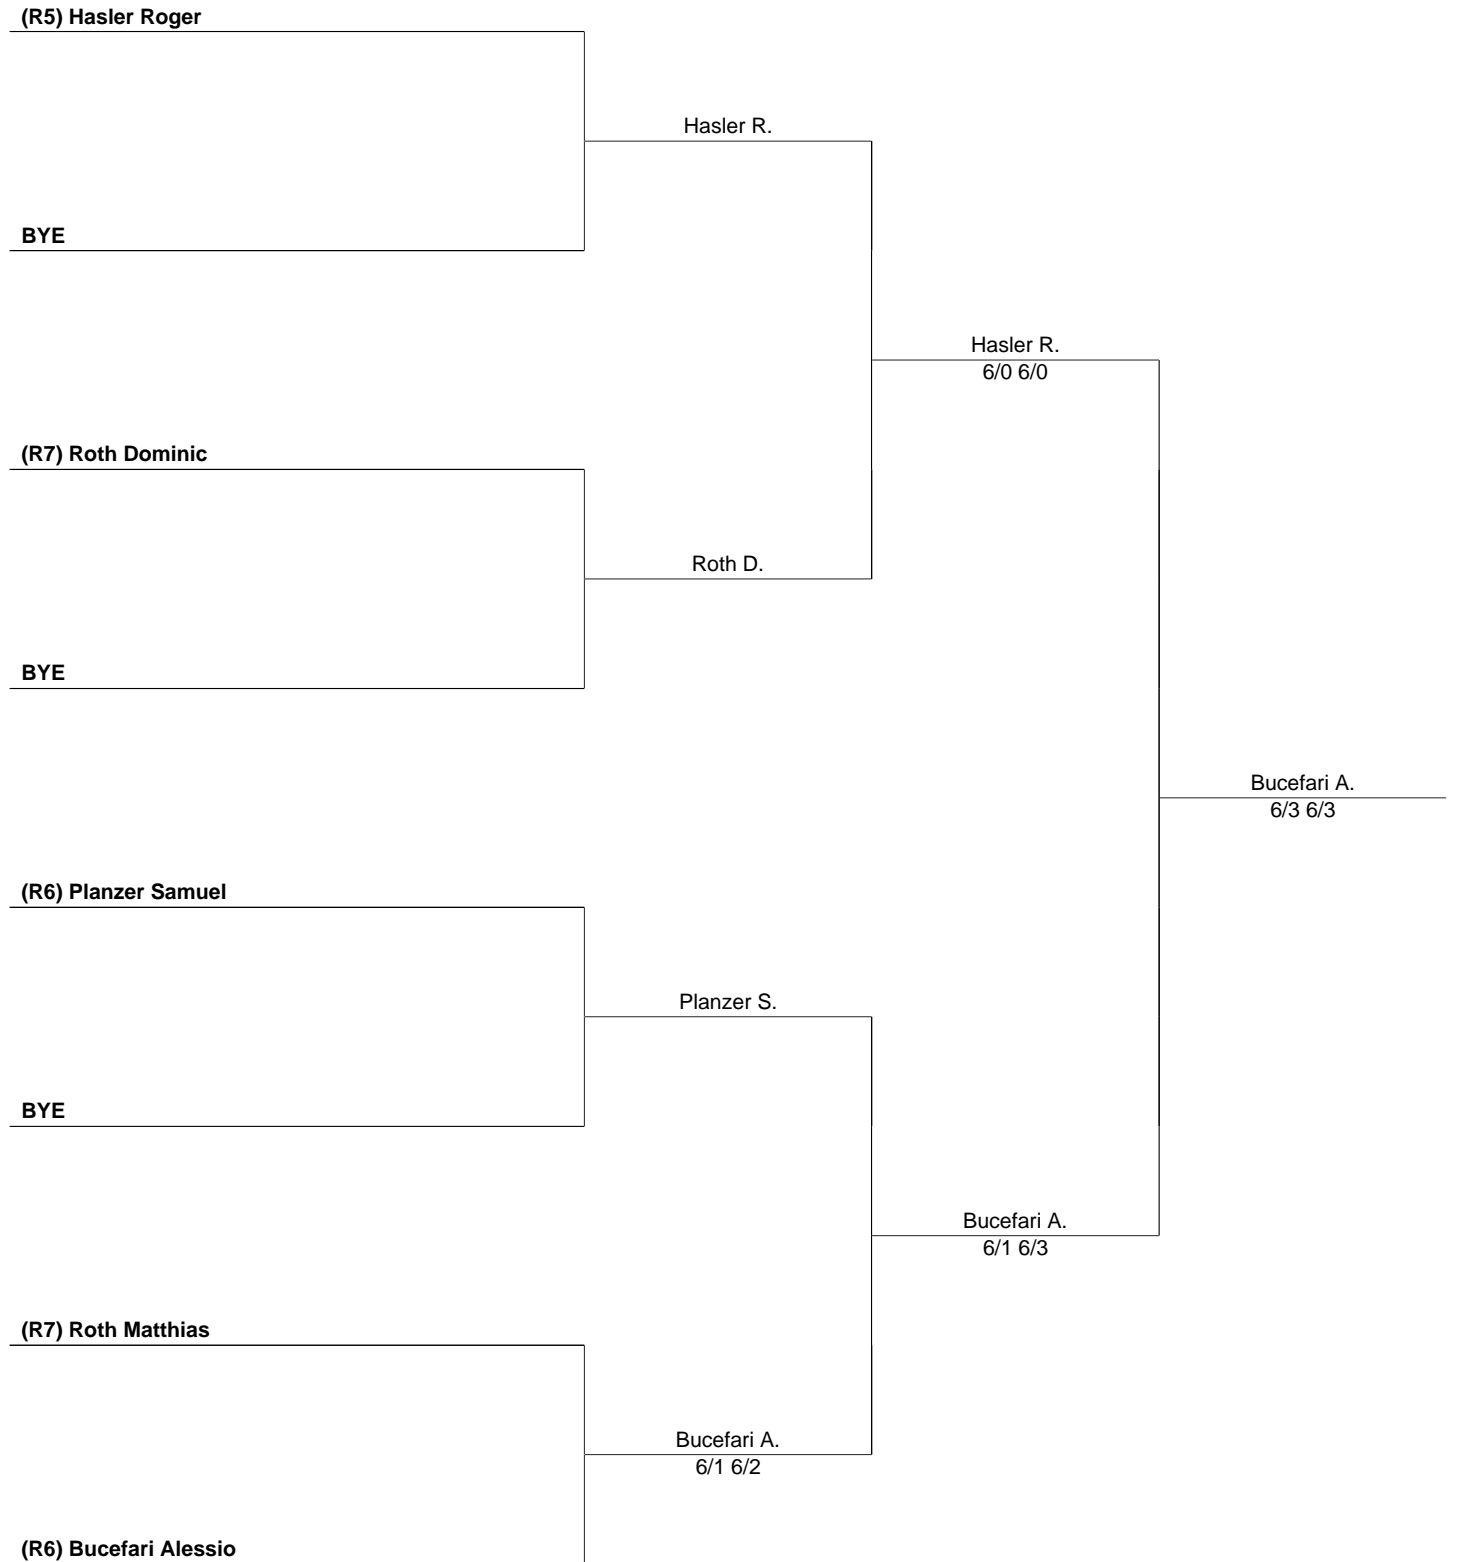 (R5) Hasler Roger
Hasler R.
BYE
Hasler R.
6/0 6/0
(R7) Roth Dominic
Roth D.
BYE
Bucefari A.
6/3 6/3
(R6) Planzer Samuel
Planzer S.
BYE
Bucefari A.
6/1 6/3
(R7) Roth Matthias
Bucefari A.
6/1 6/2
(R6) Bucefari Alessio